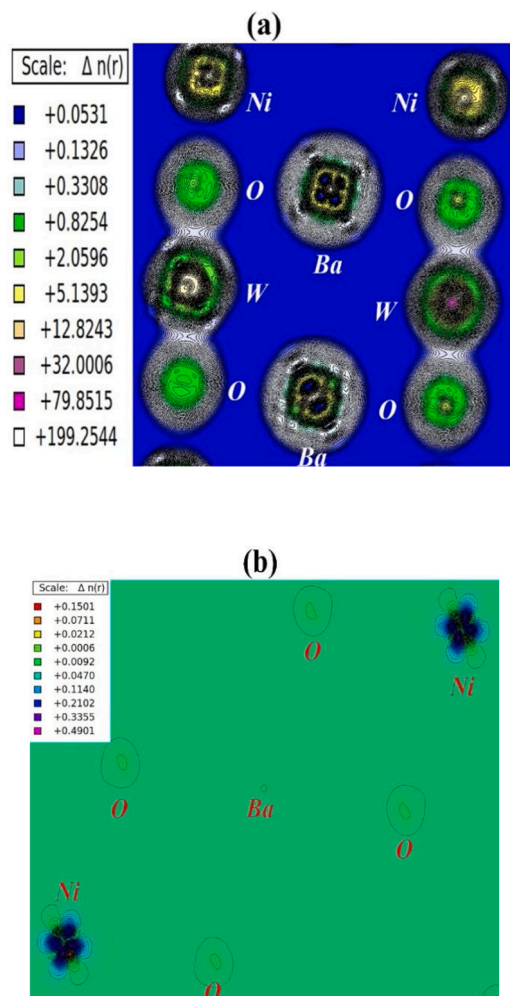 (a)
Scale: Δ n(r)
+0.0531
+0.1326
+0.3308
+0.8254
+2.0596
+5.1393
+12.8243
+32.0006
+79.8515
+199.2544
Ni
Ni
O
O
Ba
W
W
O
O
Ba
(b)
Scale: Δ n(r)
+0.1501
+0.0711
+0.0212
+0.0006
+0.0092
+0.0470
+0.1140
+0.2102
+0.3355
+0.4901
O
Ni
O
Ba
O
Ni
O